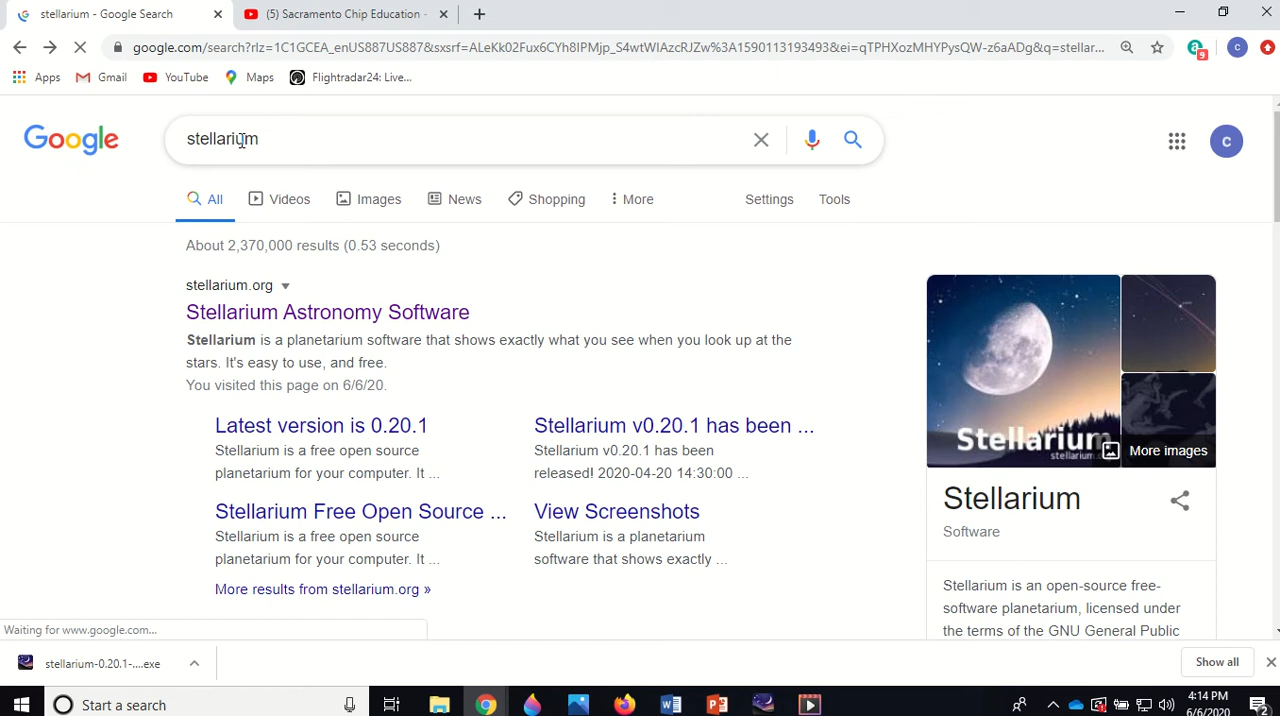 stellarium - Google Search
(5) Sacramento Chip Education -
google.com/search?rlz=1C1GCEA_enUS887US887&sxsrf=ALeKk02Fux6CYh8IPMjp_S4wtWIAzcRJZw%3A1590113193493&ei=qTPHXozMHYPysQW-z6aADg&q=stellar...
9
C
Apps
Gmail
YouTube
Maps
Flightradar24: Live...
Google
stellarium
C
All
Videos
Images
News
Shopping
More
Settings
Tools
About 2,370,000 results (0.53 seconds)
stellarium.org
Stellarium Astronomy Software
Stellarium is a planetarium software that shows exactly what you see when you look up at the
stars. It's easy to use, and free.
You visited this page on 6/6/20.
Latest version is 0.20.1
Stellarium is a free open source
planetarium for your computer. It ...
Stellarium v0.20.1 has been ...
Stellarium v0.20.1 has been
released! 2020-04-20 14:30:00 ...
Stellarium Free Open Source ...
Stellarium is a free open source
planetarium for your computer. It ...
View Screenshots
Stellarium is a planetarium
software that shows exactly ...
More results from stellarium.org »
Stellarium
stellarium.org
More images
Stellarium
Software
Stellarium is an open-source free-
software planetarium, licensed under
the terms of the GNU General Public
Waiting for www.google.com...
stellarium-0.20.1-....exe
Show all
Start a search
4:14 PM
6/6/2020
2